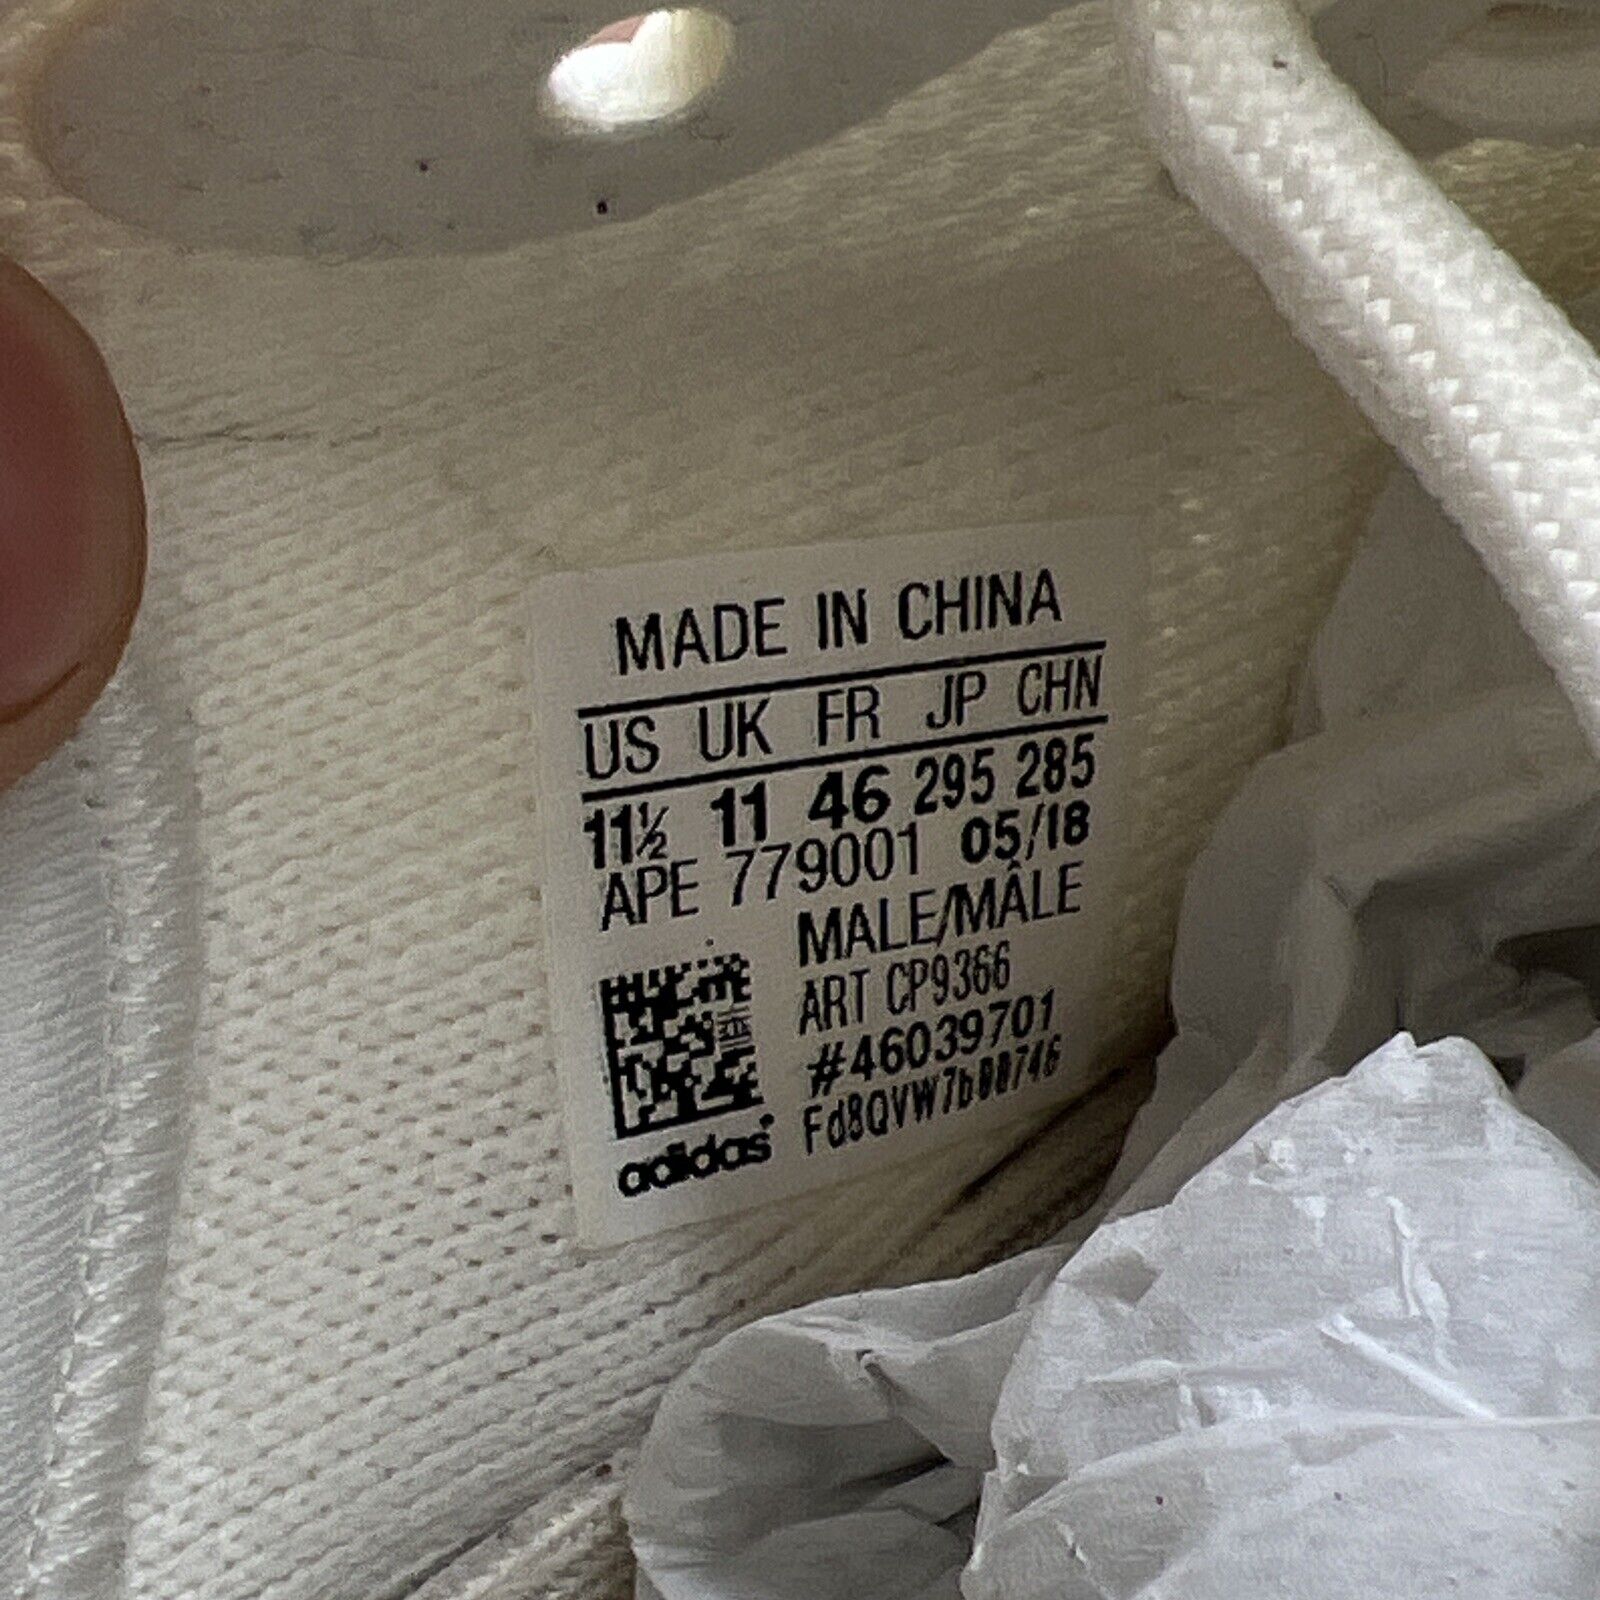 MADE IN CHINA
US UK FR JP CHN
11½ 11 46 295 285
APE 779001 05/18
MALE/MÂLE
ART CP9366
#46039701
Fd8QVW7b00746
adidas